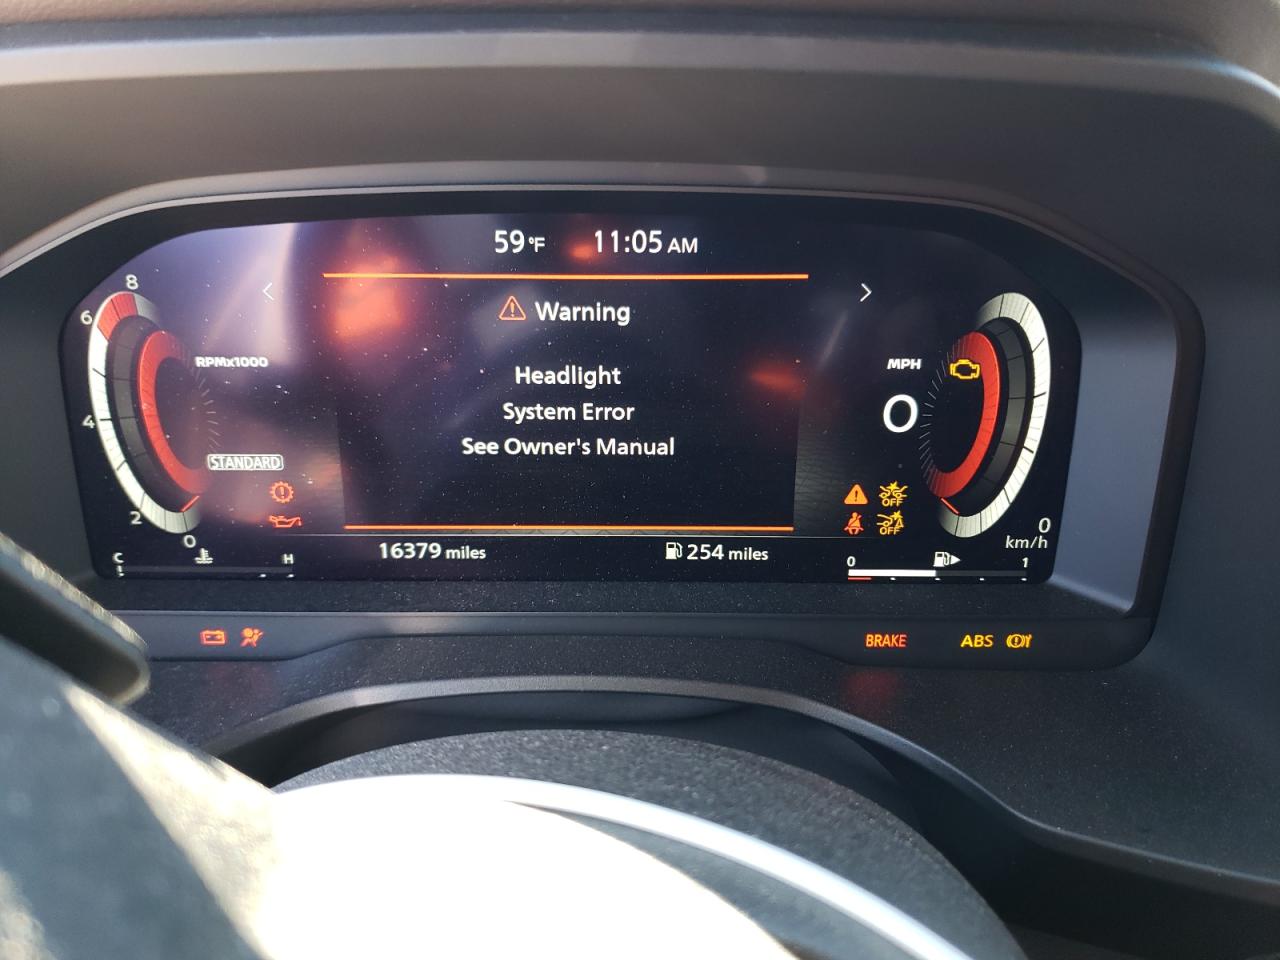 59°F 11:05 AM
Warning
Headlight
System Error
See Owner's Manual
8
6
4
2
0
RPMx1000
STANDARD
C H
16379 miles
254 miles
MPH
0
OFF
OFF
0
km/h
0 1
BRAKE
ABS